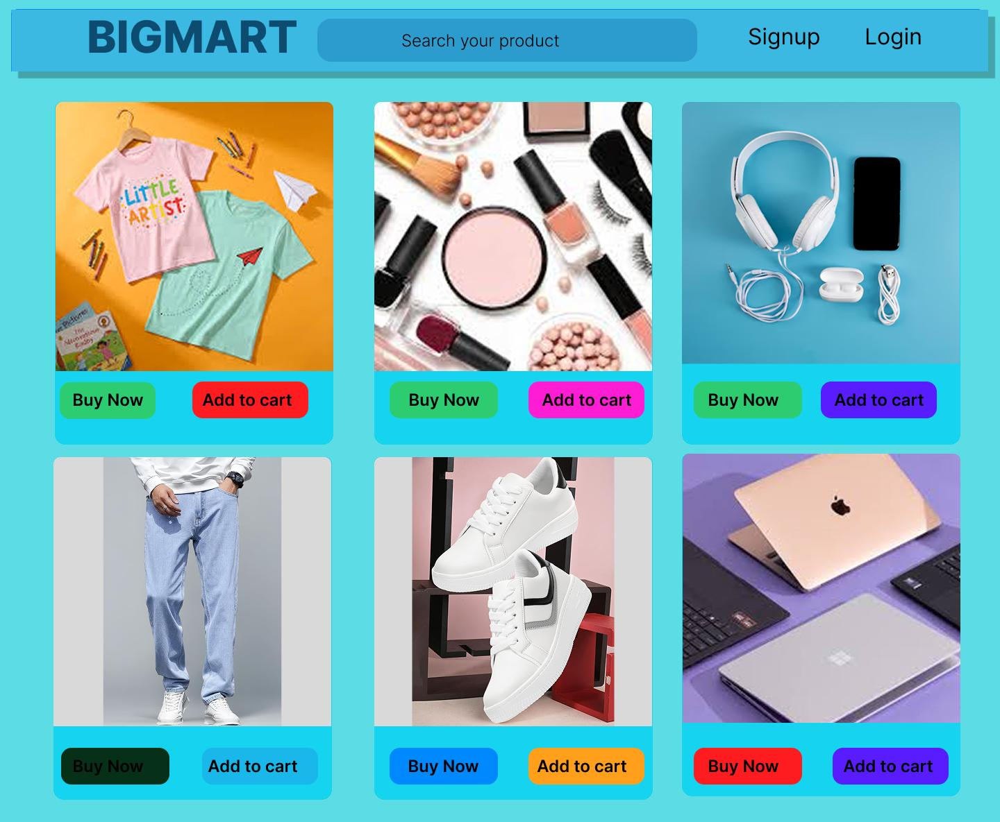 BIGMART
Search your product
Signup
Login
LiTTLE
ARTiST
Buy Now
Add to cart
Buy Now
Add to cart
Buy Now
Add to cart
Buy Now
Add to cart
Buy Now
Add to cart
Buy Now
Add to cart